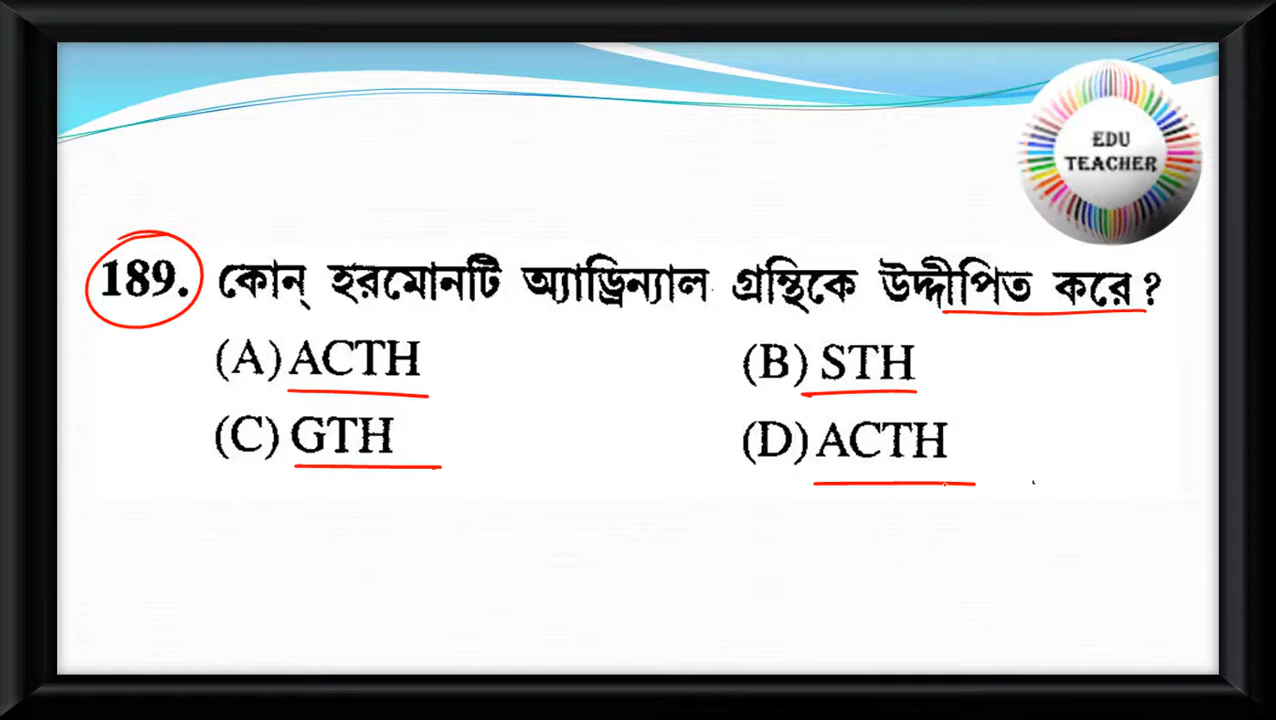 EDU
TEACHER
189. কোন্ হরমোনটি অ্যাড্রিন্যাল গ্রন্থিকে উদ্দীপিত করে ?
(A) ACTH (B) STH
(C) GTH (D) ACTH